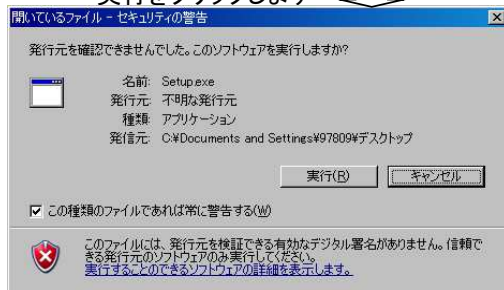 実行をクリックします
開いているファイル - セキュリティの警告
発行元を確認できませんでした。このソフトウェアを実行しますか?
名前: Setup.exe
発行元: 不明な発行元
種類: アプリケーション
発信元: C:¥Documents and Settings¥97809¥デスクトップ
実行(R)
キャンセル
この種類のファイルであれば常に警告する(W)
このファイルには、発行元を検証できる有効なデジタル署名がありません。信頼で
きる発行元のソフトウェアのみ実行してください。
実行することのできるソフトウェアの詳細を表示します。